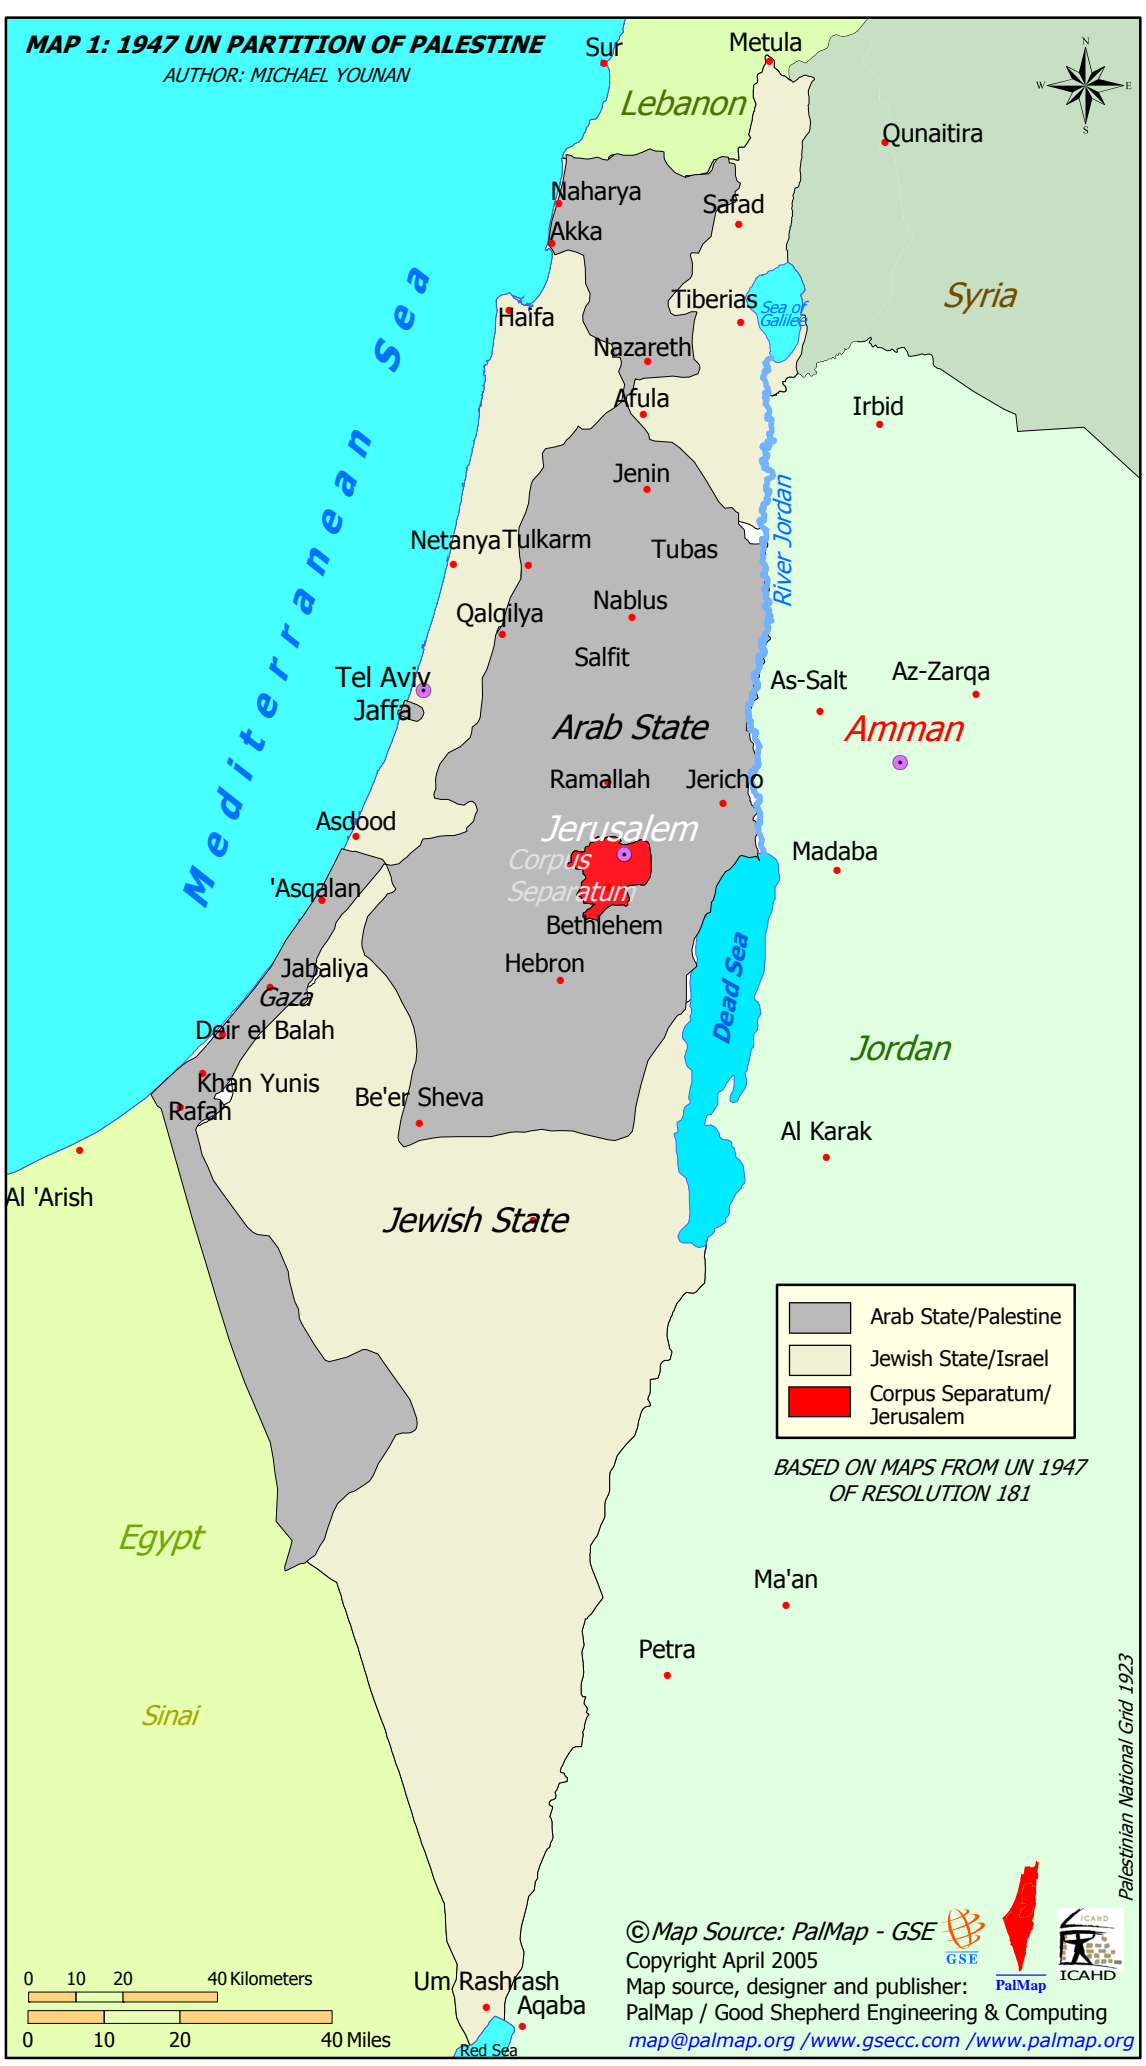 MAP 1: 1947 UN PARTITION OF PALESTINE
AUTHOR: MICHAEL YOUNAN
Sur
Metula
N
W
E
S
Lebanon
Qunaitira
Naharya
Safad
Akka
Syria
Tiberias
Sea of
Galilee
Haifa
Nazareth
Mediterranean Sea
Afula
Irbid
Jenin
River Jordan
Netanya
Tulkarm
Tubas
Nablus
Qalqilya
Salfit
Tel Aviv
Jaffa
As-Salt
Az-Zarqa
Arab State
Amman
Ramallah
Jericho
Asdood
Jerusalem
Corpus
Separatum
Madaba
'Asqalan
Bethlehem
Hebron
Dead Sea
Jabaliya
Gaza
Deir el Balah
Jordan
Khan Yunis
Rafah
Be'er Sheva
Al Karak
Al 'Arish
Jewish State
Arab State/Palestine
Jewish State/Israel
Corpus Separatum/
Jerusalem
BASED ON MAPS FROM UN 1947
OF RESOLUTION 181
Egypt
Ma'an
Petra
Sinai
Palestinian National Grid 1923
© Map Source: PalMap - GSE
Copyright April 2005
Map source, designer and publisher:
PalMap / Good Shepherd Engineering & Computing
map@palmap.org /www.gsecc.com /www.palmap.org
GSE
PalMap
ICAHD
ICAHD
0 10 20 40 Kilometers
0 10 20 40 Miles
Um Rashrash
Aqaba
Red Sea